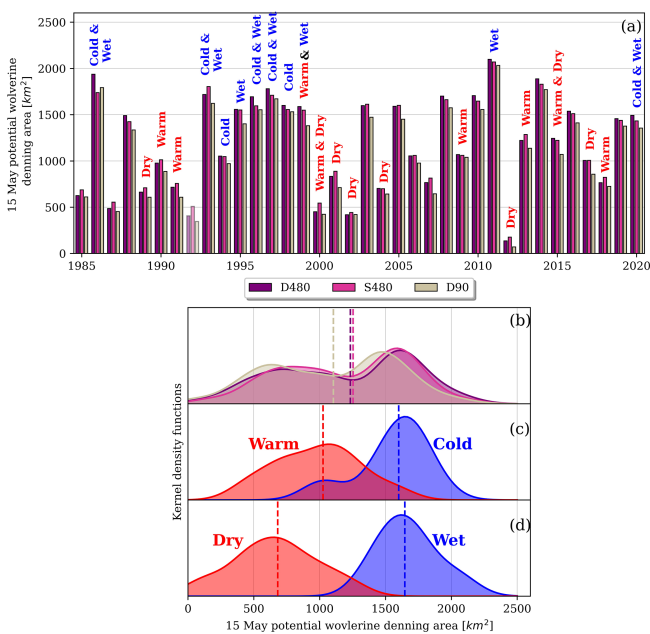 (a)
2500
2000
1500
1000
500
0
15 May potential wolverine
denning area [km²]
Cold &
Wet
Dry
Warm
Warm
Cold &
Wet
Cold
Wet
Cold & Wet
Cold & Wet
Cold
Warm & Wet
Warm & Dry
Dry
Dry
Dry
Warm
Wet
Dry
Warm
Warm & Dry
Dry
Warm
Cold & Wet
1985
1990
1995
2000
2005
2010
2015
2020
D480
S480
D90
(b)
Kernel density functions
(c)
Warm
Cold
(d)
Dry
Wet
0
500
1000
1500
2000
2500
15 May potential wovlerine denning area [km²]